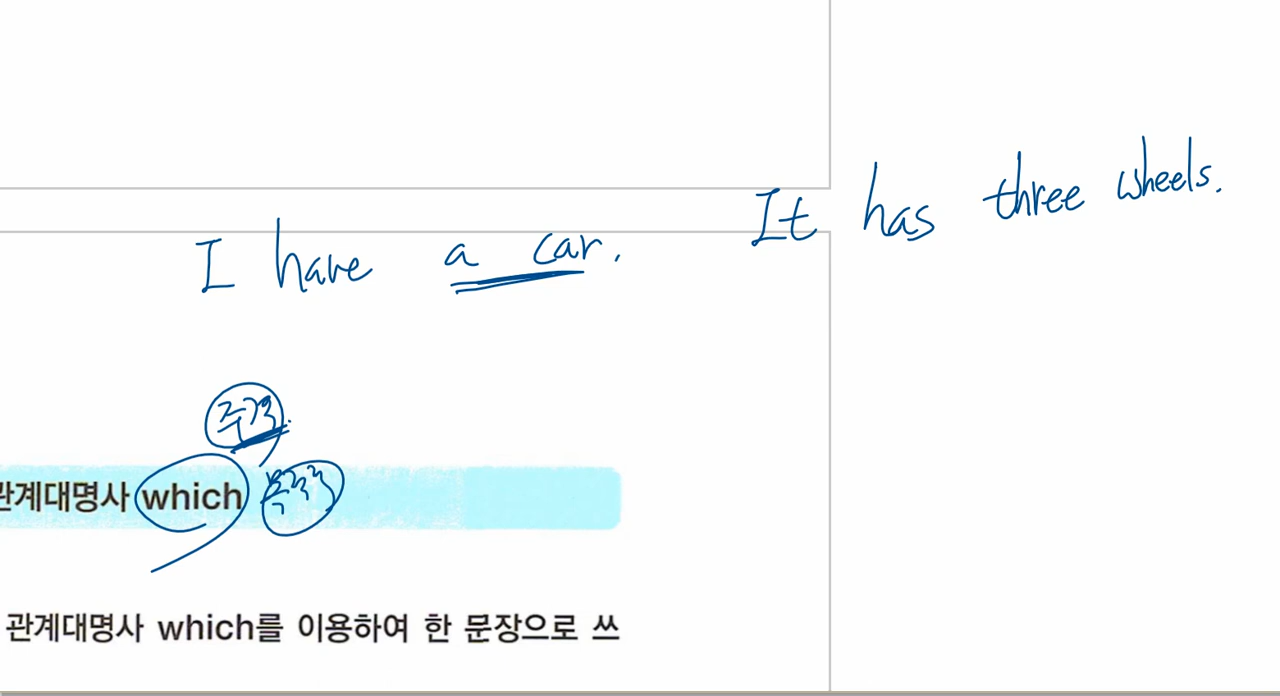 I have a car. It has three wheels.
주격
관계대명사 which 목적격
관계대명사 which를 이용하여 한 문장으로 쓰